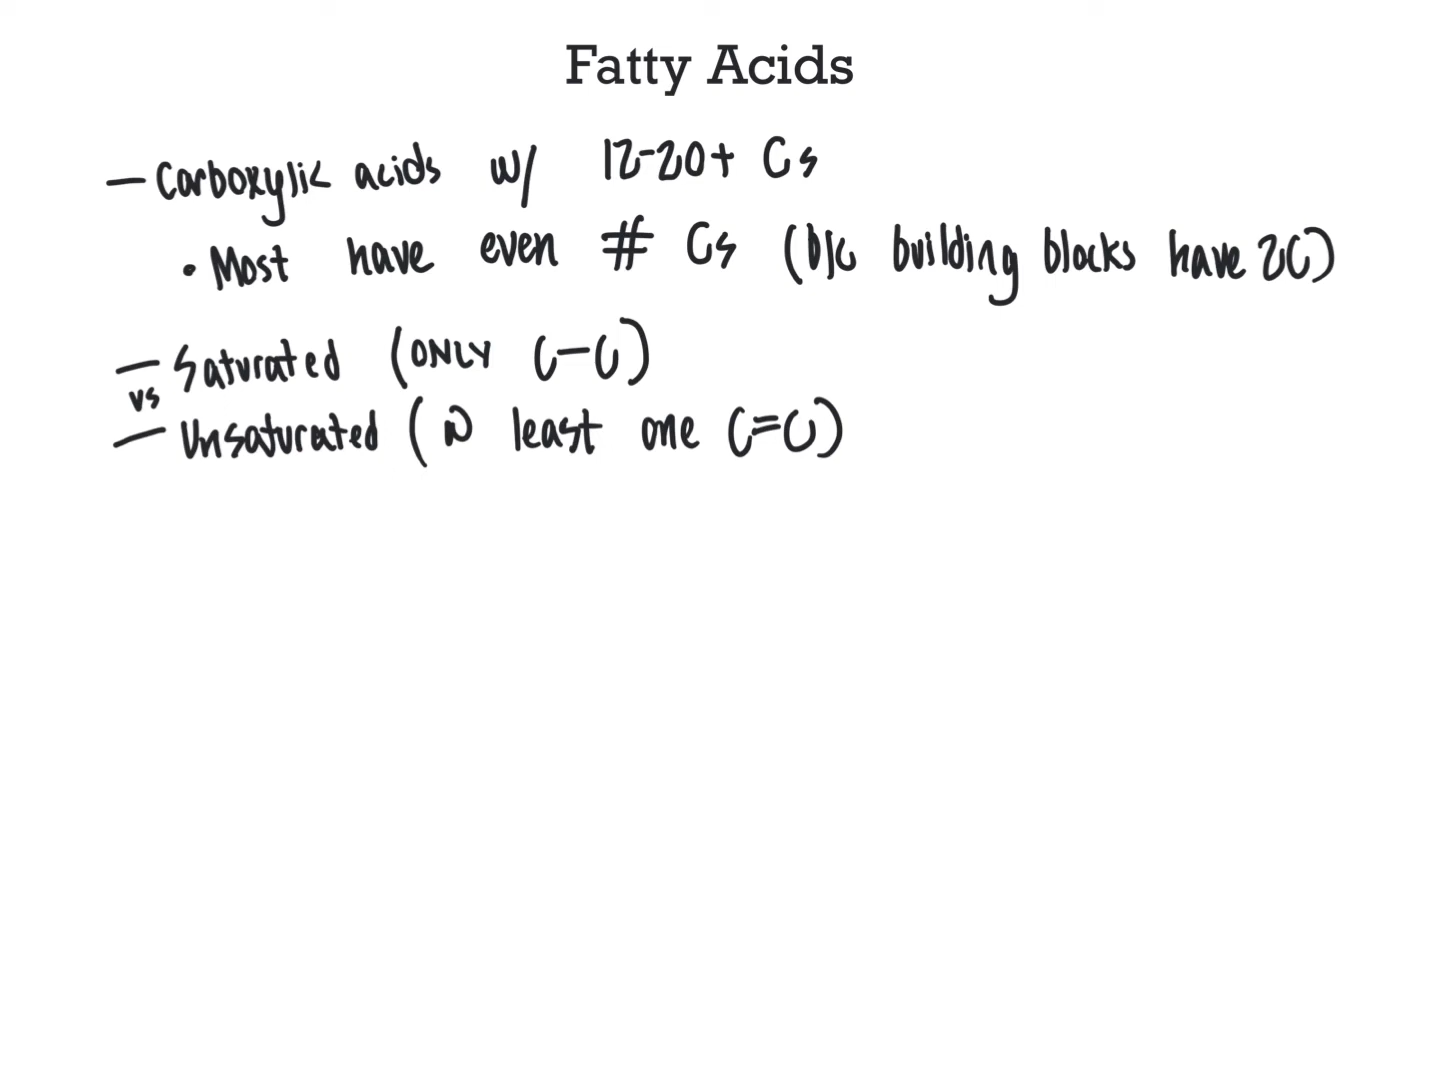 Fatty Acids
— Carboxylic acids w/ 12-20+ Cs
• Most have even # Cs (b/c building blocks have 2C)
— Saturated (ONLY C–C)
vs
— Unsaturated (@ least one C=C)